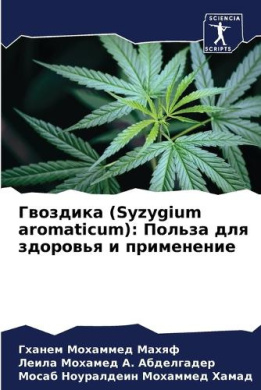 SCIENCIA
SCRIPTS
Гвоздика (Syzygium
aromaticum): Польза для
здоровья и применение
Гханем Мохаммед Махяф
Леила Мохамед А. Абделгадер
Мосаб Ноуралдеин Мохаммед Хамад